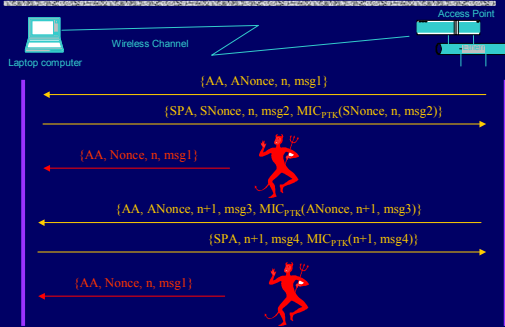 Access Point
Wireless Channel
Laptop computer
{AA, ANonce, n, msg1}
{SPA, SNonce, n, msg2, MICPTK(SNonce, n, msg2)}
{AA, Nonce, n, msg1}
{AA, ANonce, n+1, msg3, MICPTK(ANonce, n+1, msg3)}
{SPA, n+1, msg4, MICPTK(n+1, msg4)}
{AA, Nonce, n, msg1}